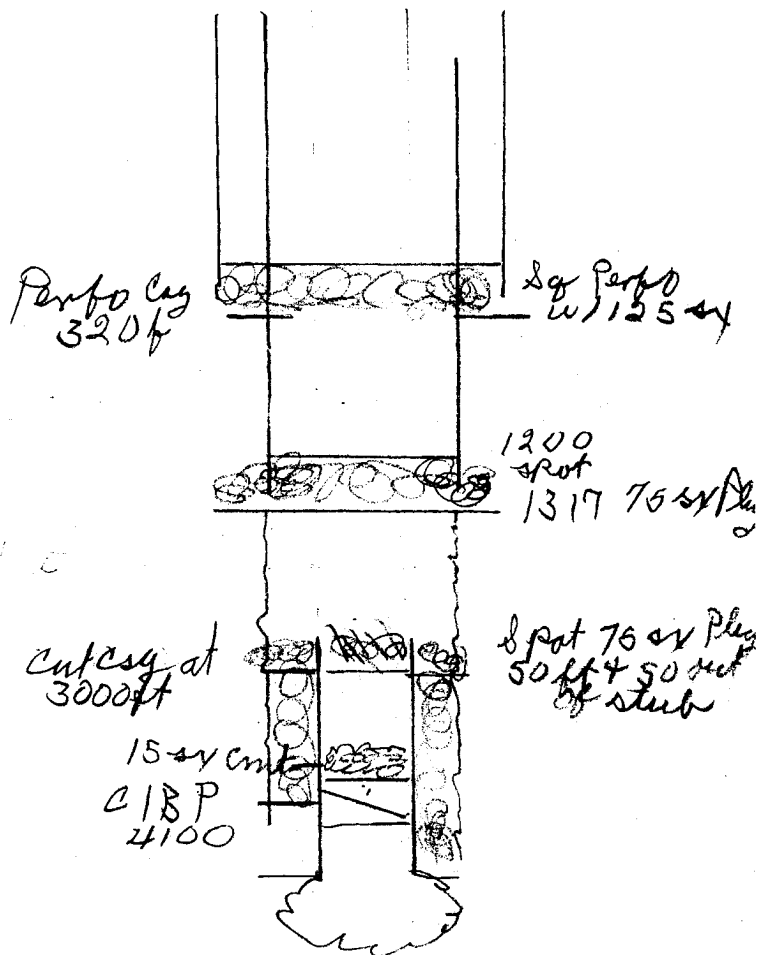 Perfo Csg
320f
Sq Perfo
w/125 sx
1200
spot
1317 75 sx Plug
Cut csg at
3000ft
Spot 75 sx Plug
50 ft & 50 out
of stub
15 sx cmt
CIBP
4100